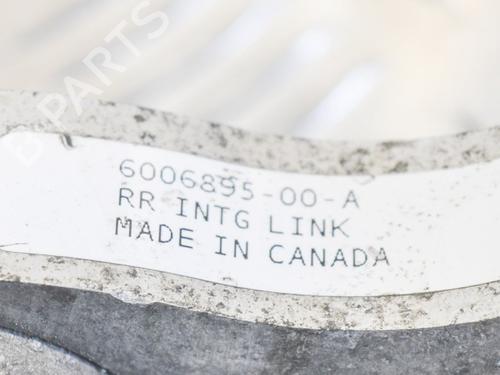 B-PARTS
6006895-00-A
RR INTG LINK
MADE IN CANADA